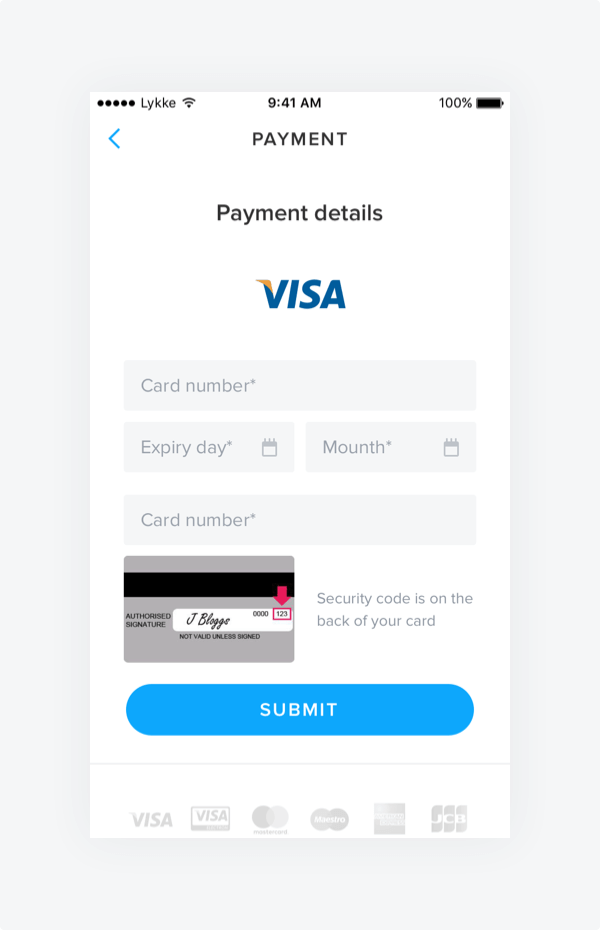 Lykke 9:41 AM 100%
PAYMENT
Payment details
VISA
Card number*
Expiry day* Mounth*
Card number*
AUTHORISED
SIGNATURE
J Bloggs
0000 123
NOT VALID UNLESS SIGNED
Security code is on the
back of your card
SUBMIT
VISA VISA mastercard Maestro JCB